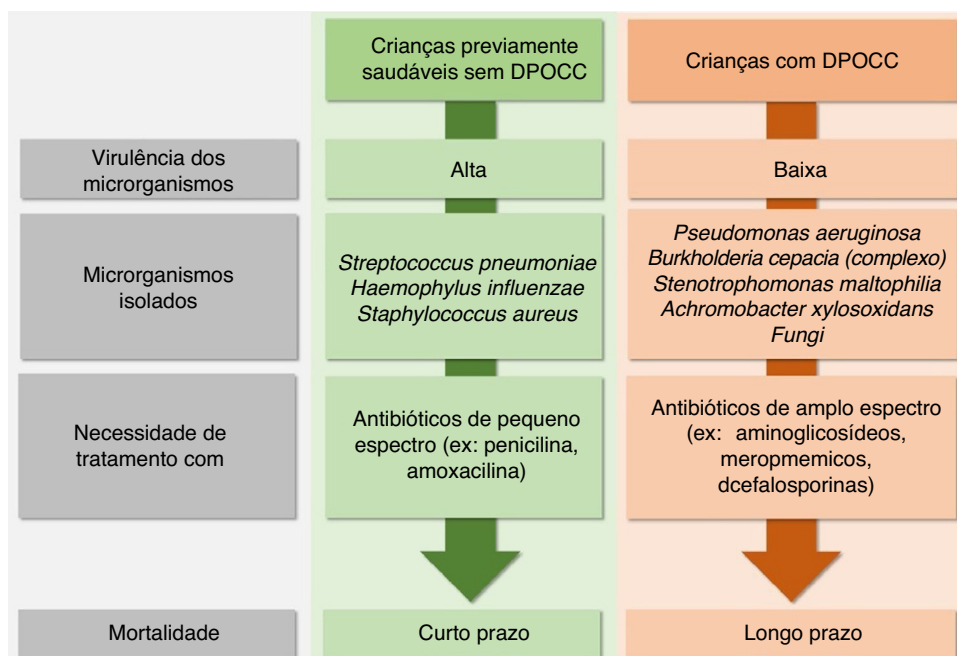 Crianças previamente
saudáveis sem DPOCC
Crianças com DPOCC
Virulência dos
microrganismos
Alta
Baixa
Microrganismos
isolados
Streptococcus pneumoniae
Haemophylus influenzae
Staphylococcus aureus
Pseudomonas aeruginosa
Burkholderia cepacia (complexo)
Stenotrophomonas maltophilia
Achromobacter xylosoxidans
Fungi
Necessidade de
tratamento com
Antibióticos de pequeno
espectro (ex: penicilina,
amoxacilina)
Antibióticos de amplo espectro
(ex: aminoglicosídeos,
meropmemicos,
dcefalosporinas)
Mortalidade
Curto prazo
Longo prazo